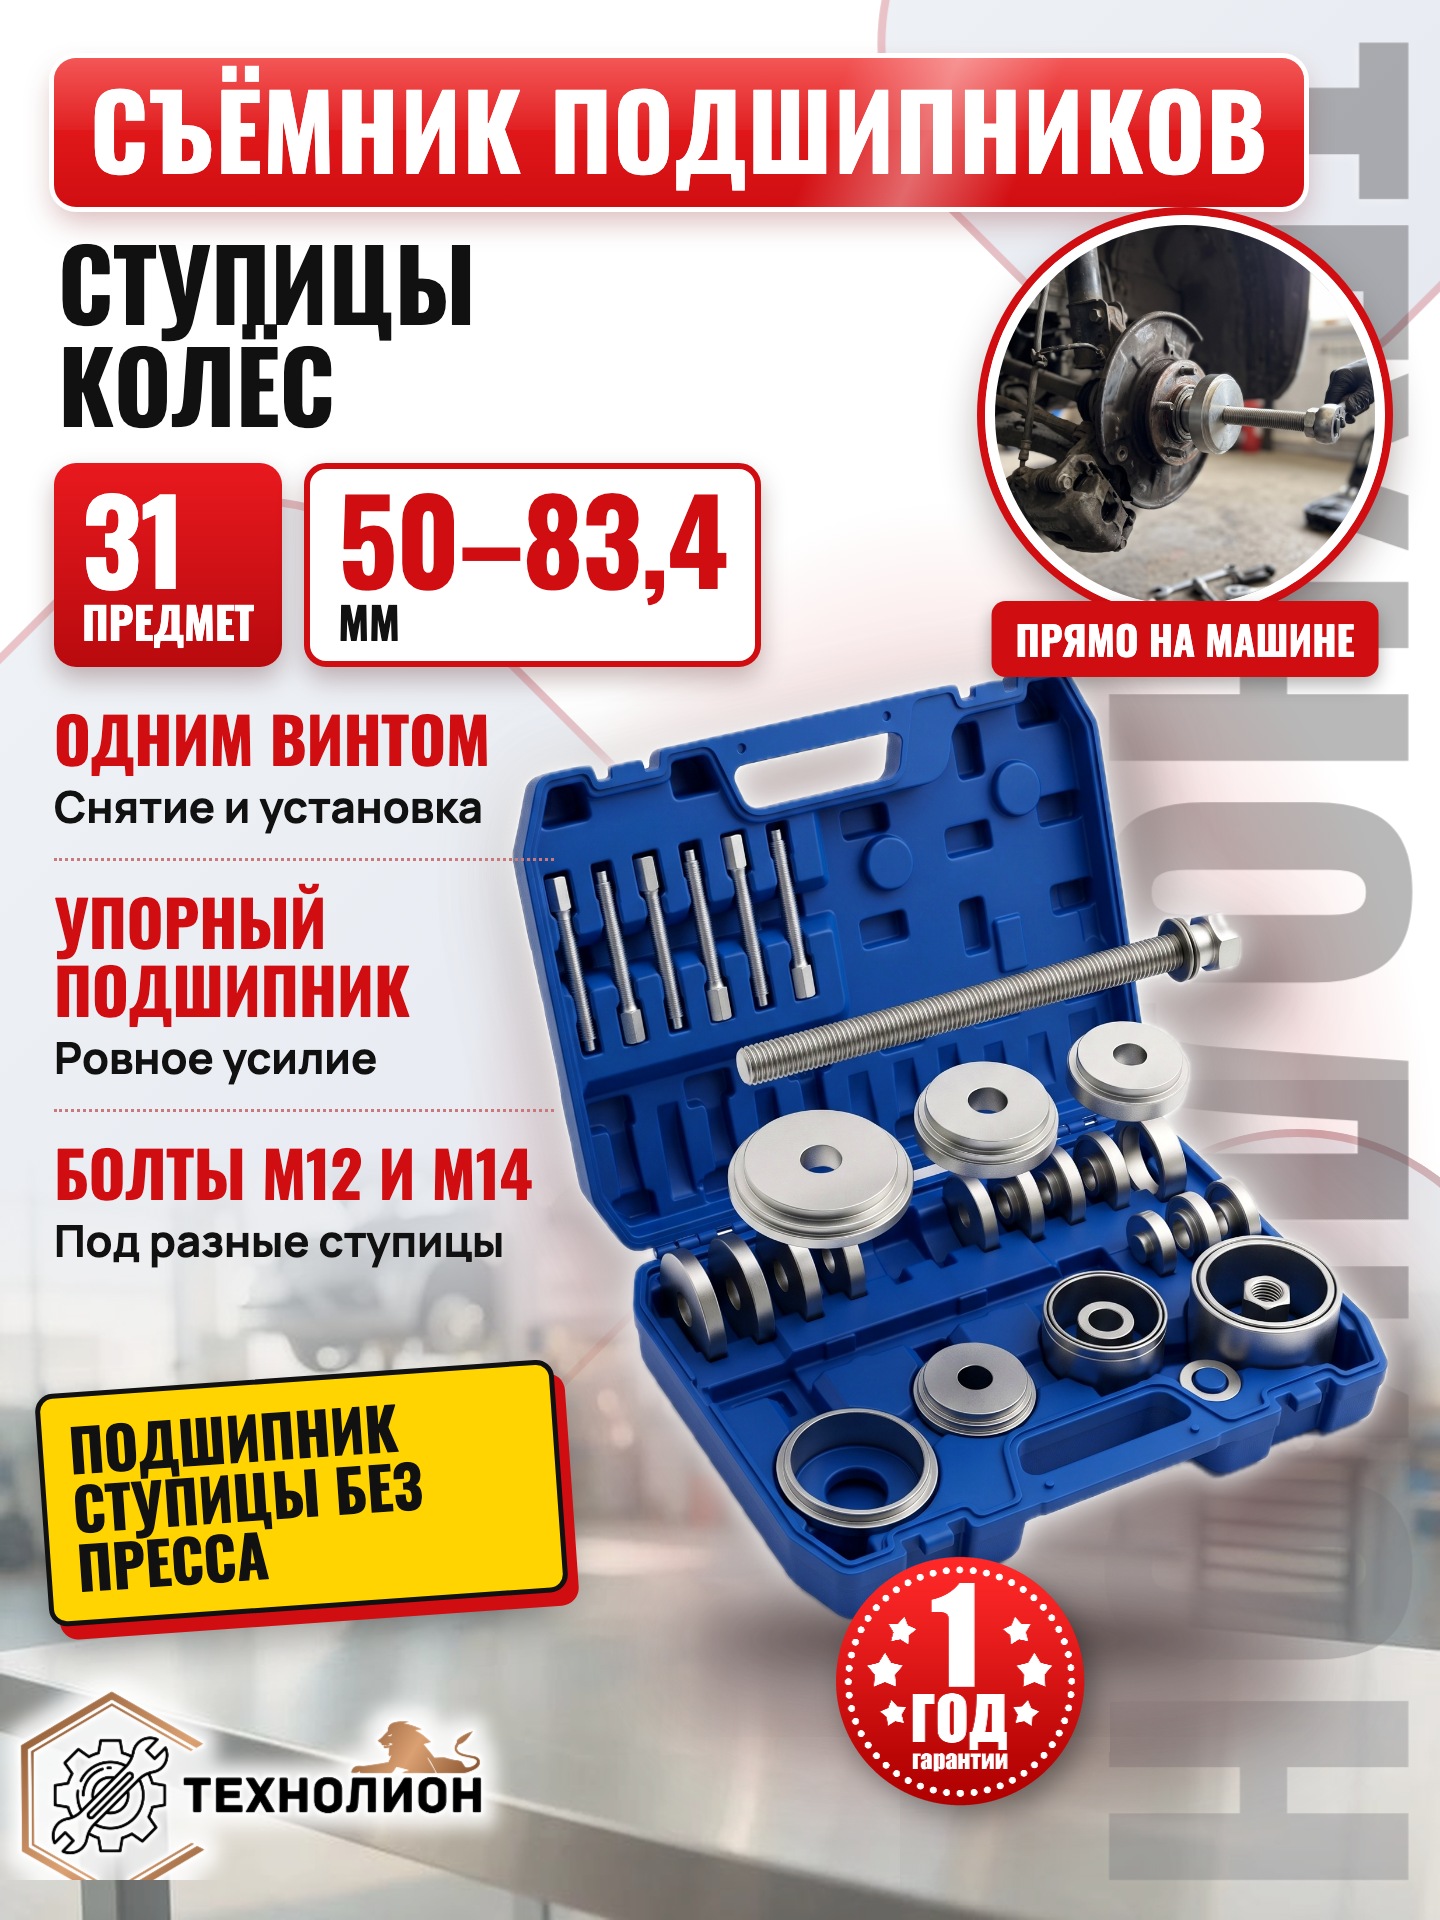 СЪЁМНИК ПОДШИПНИКОВ
СТУПИЦЫ
КОЛЁС
31
ПРЕДМЕТ
50–83,4
ММ
ПРЯМО НА МАШИНЕ
ОДНИМ ВИНТОМ
Снятие и установка
УПОРНЫЙ
ПОДШИПНИК
Ровное усилие
БОЛТЫ М12 И М14
Под разные ступицы
ПОДШИПНИК
СТУПИЦЫ БЕЗ
ПРЕССА
1
ГОД
гарантии
ТЕХНОЛИОН